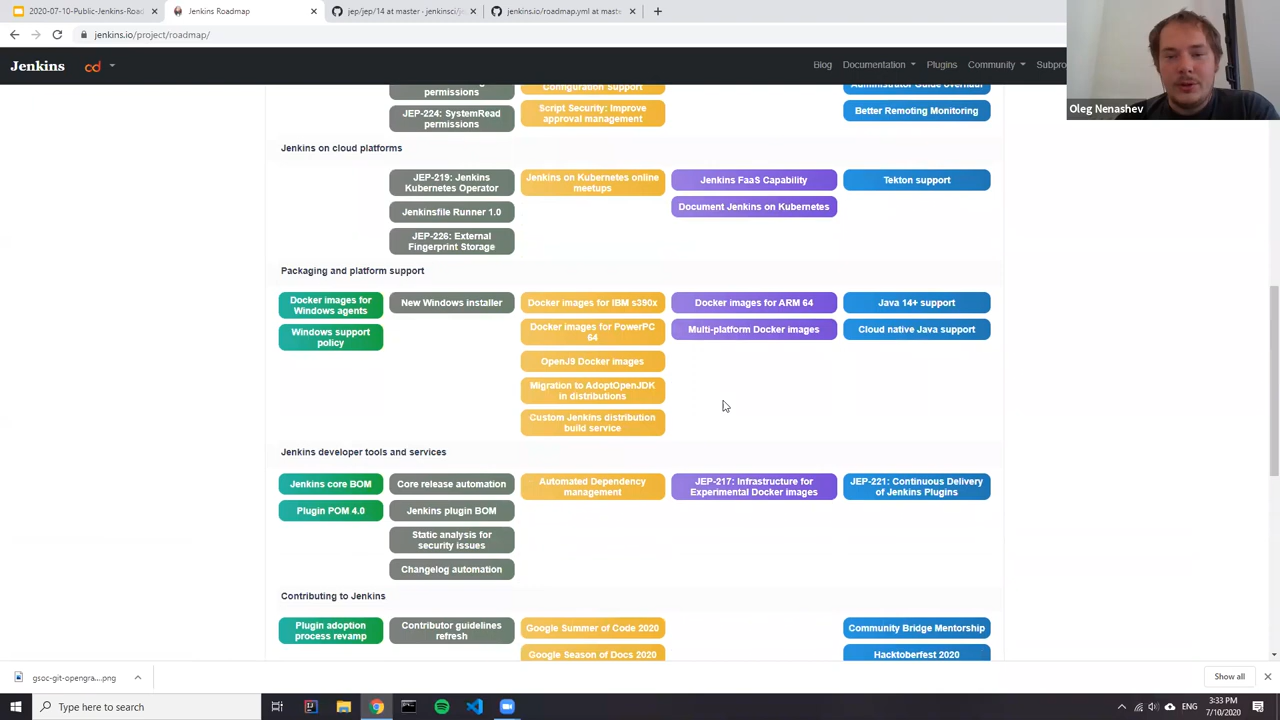 2020-07-10-Public-Jenkins-Road
Jenkins Roadmap
jep/jep/14 at master · jenkinsci/je
jenkins.io/roadmap.yml at maste
jenkins.io/project/roadmap/
Jenkins
cd
Blog
Documentation
Plugins
Community
Subpro
Oleg Nenashev
permissions
Configuration Support
Administrator Guide overhaul
JEP-224: SystemRead
permissions
Script Security: Improve
approval management
Better Remoting Monitoring
Jenkins on cloud platforms
JEP-219: Jenkins
Kubernetes Operator
Jenkins on Kubernetes online
meetups
Jenkins FaaS Capability
Tekton support
Jenkinsfile Runner 1.0
Document Jenkins on Kubernetes
JEP-226: External
Fingerprint Storage
Packaging and platform support
Docker images for
Windows agents
New Windows installer
Docker images for IBM s390x
Docker images for ARM 64
Java 14+ support
Windows support
policy
Docker images for PowerPC
64
Multi-platform Docker images
Cloud native Java support
OpenJ9 Docker images
Migration to AdoptOpenJDK
in distributions
Custom Jenkins distribution
build service
Jenkins developer tools and services
Jenkins core BOM
Core release automation
Automated Dependency
management
JEP-217: Infrastructure for
Experimental Docker images
JEP-221: Continuous Delivery
of Jenkins Plugins
Plugin POM 4.0
Jenkins plugin BOM
Static analysis for
security issues
Changelog automation
Contributing to Jenkins
Plugin adoption
process revamp
Contributor guidelines
refresh
Google Summer of Code 2020
Community Bridge Mentorship
Google Season of Docs 2020
Hacktoberfest 2020
gsoc-git-opengra....png
Show all
Type here to search
ENG
3:33 PM
7/10/2020